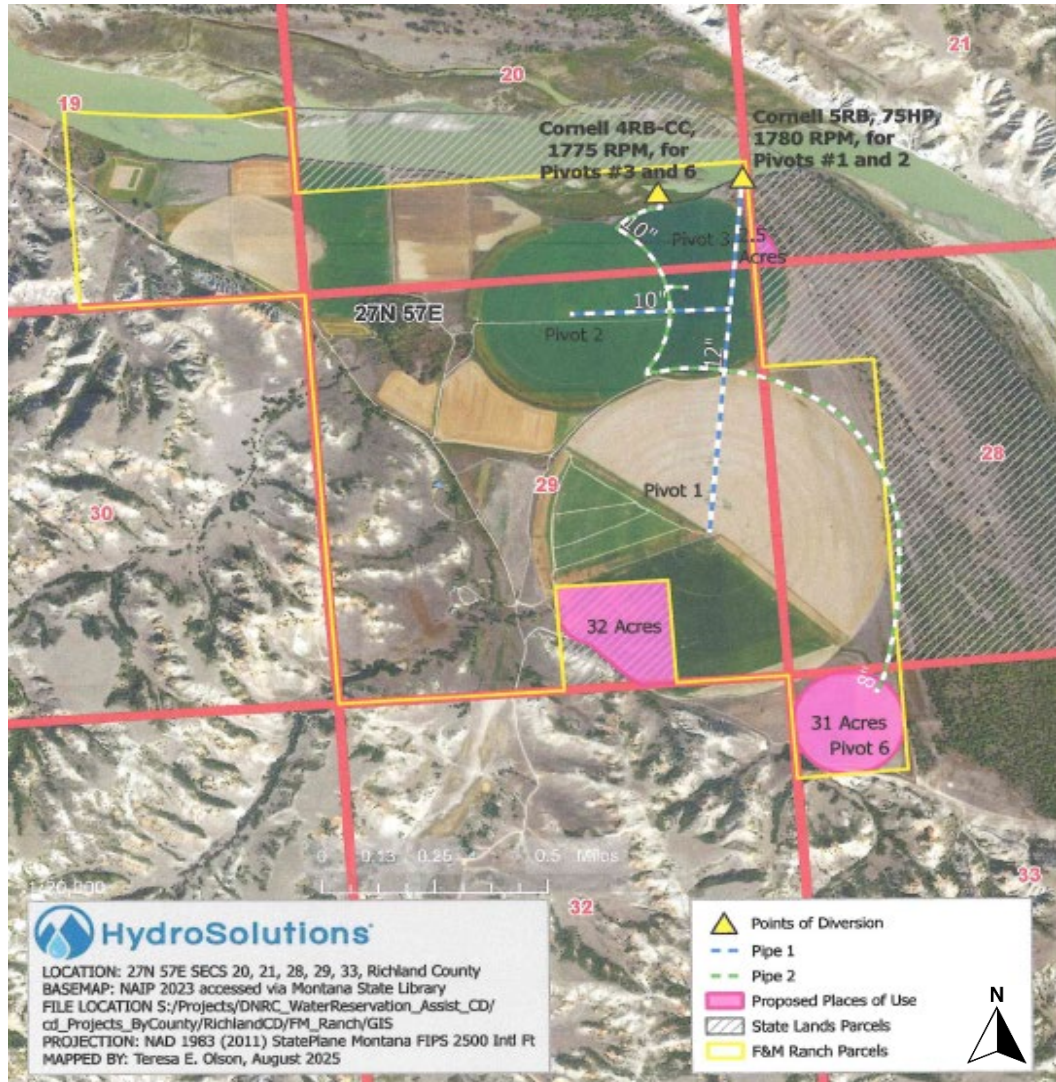 21
20
19
Cornell 4RB-CC,
1775 RPM, for
Pivots #3 and 6
Cornell 5RB, 75HP,
1780 RPM, for
Pivots #1 and 2
10"
Pivot 3
.5
Acres
27N 57E
10"
Pivot 2
12"
28
29
Pivot 1
30
32 Acres
8"
31 Acres
Pivot 6
0 0.13 0.25 0.5 Miles
1:20,000
33
32
HydroSolutions
LOCATION: 27N 57E SECS 20, 21, 28, 29, 33, Richland County
BASEMAP: NAIP 2023 accessed via Montana State Library
FILE LOCATION S:/Projects/DNRC_WaterReservation_Assist_CD/
cd_Projects_ByCounty/RichlandCD/FM_Ranch/GIS
PROJECTION: NAD 1983 (2011) StatePlane Montana FIPS 2500 Intl Ft
MAPPED BY: Teresa E. Olson, August 2025
Points of Diversion
Pipe 1
Pipe 2
Proposed Places of Use
State Lands Parcels
F&M Ranch Parcels
N